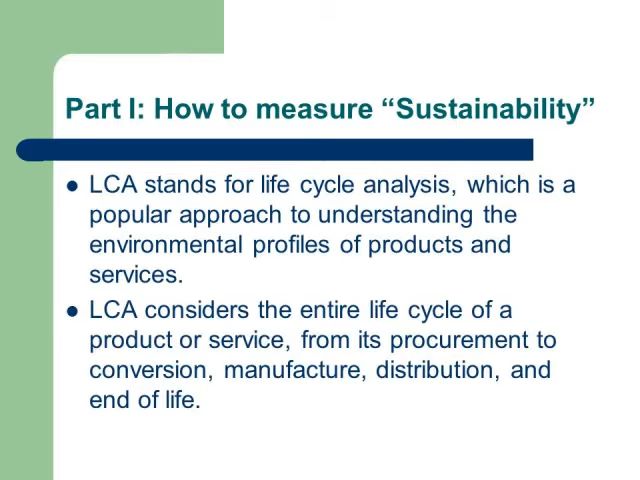 Part I: How to measure “Sustainability”
LCA stands for life cycle analysis, which is a
popular approach to understanding the
environmental profiles of products and
services.
LCA considers the entire life cycle of a
product or service, from its procurement to
conversion, manufacture, distribution, and
end of life.